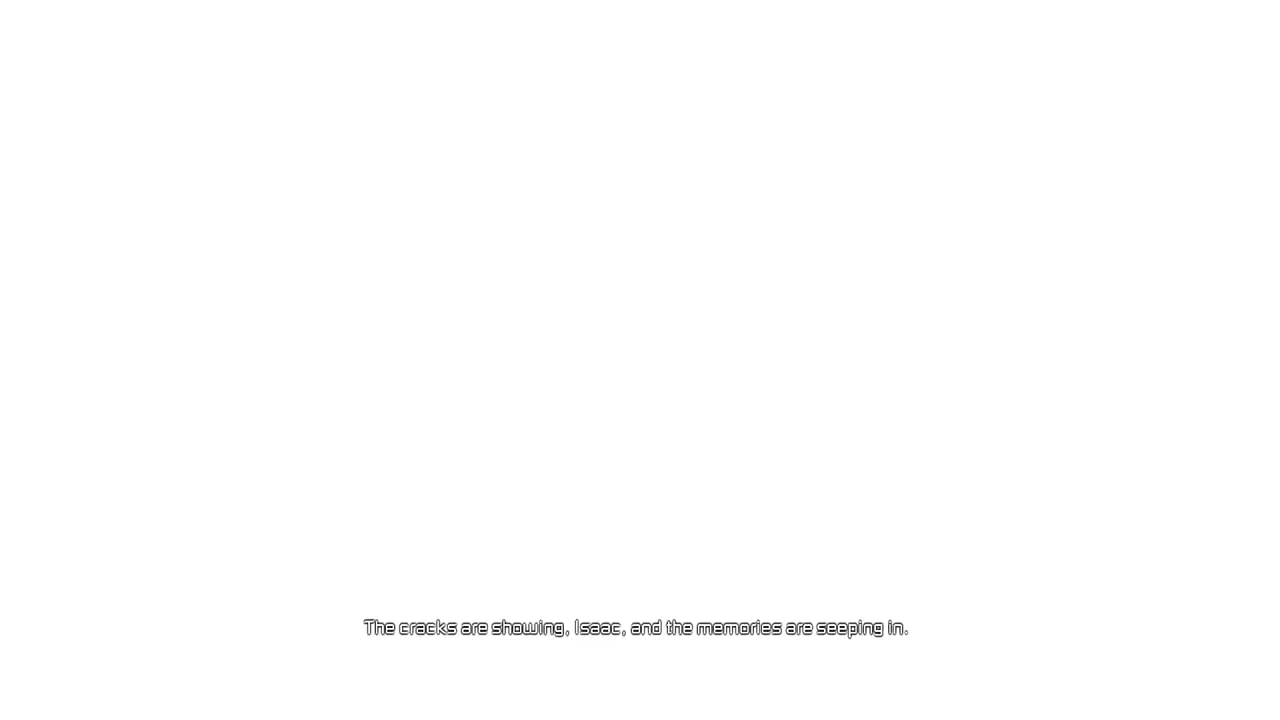 The cracks are showing, Isaac, and the memories are seeping in.